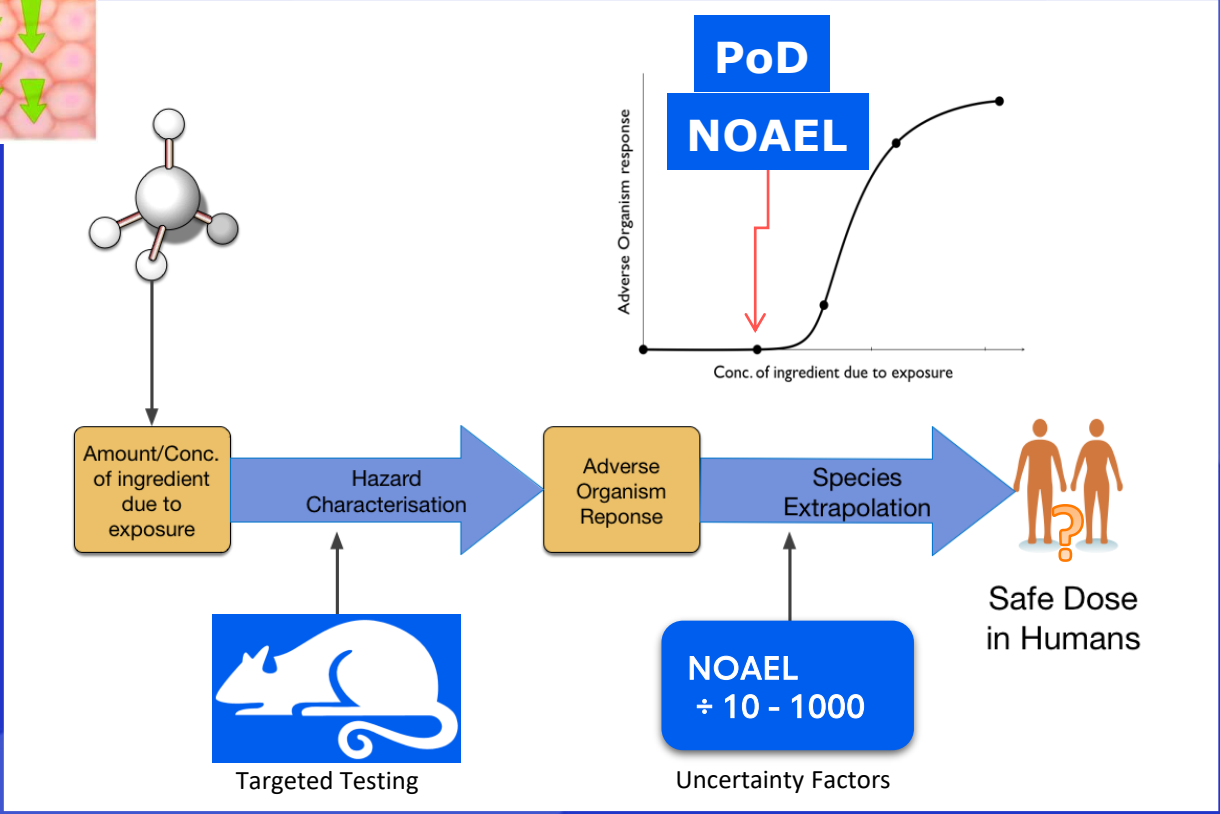 PoD
NOAEL
Adverse Organism response
Conc. of ingredient due to exposure
Amount/Conc.
of ingredient
due to
exposure
Hazard
Characterisation
Adverse
Organism
Reponse
Species
Extrapolation
?
Safe Dose
in Humans
NOAEL
÷ 10 - 1000
Targeted Testing
Uncertainty Factors